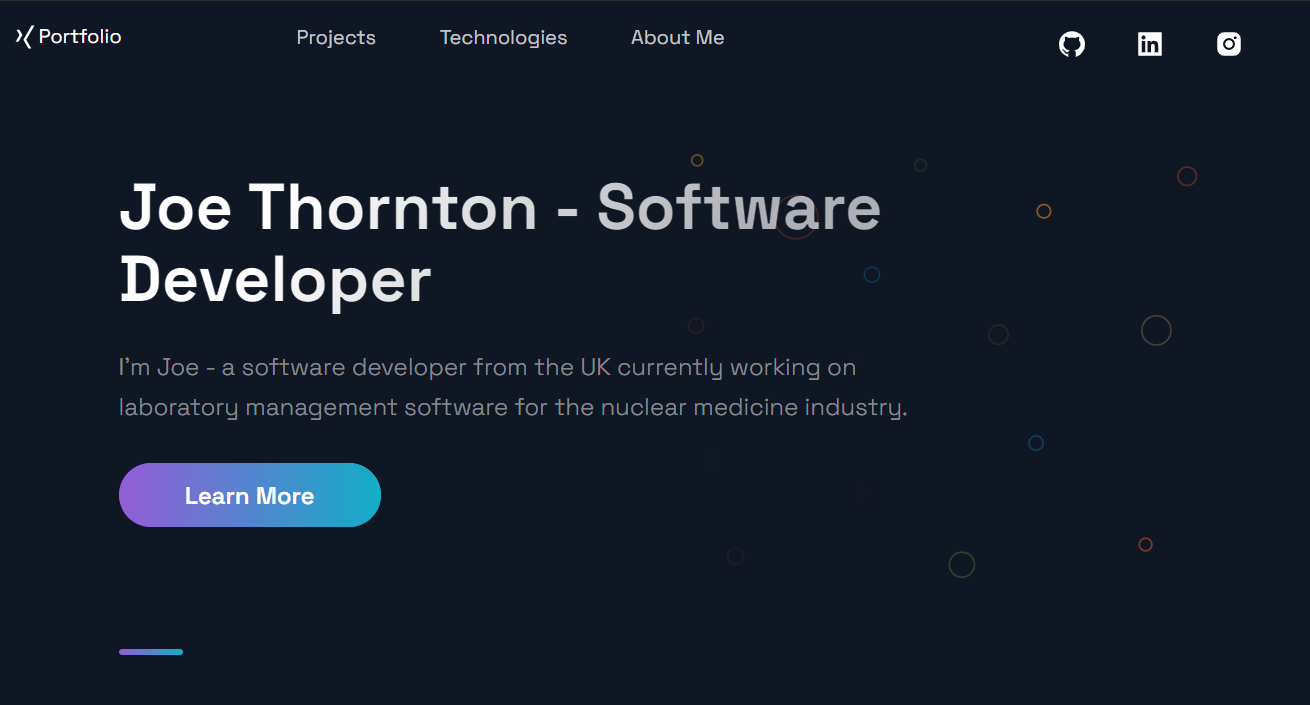 Portfolio
Projects
Technologies
About Me
Joe Thornton - Software
Developer
I'm Joe - a software developer from the UK currently working on
laboratory management software for the nuclear medicine industry.
Learn More